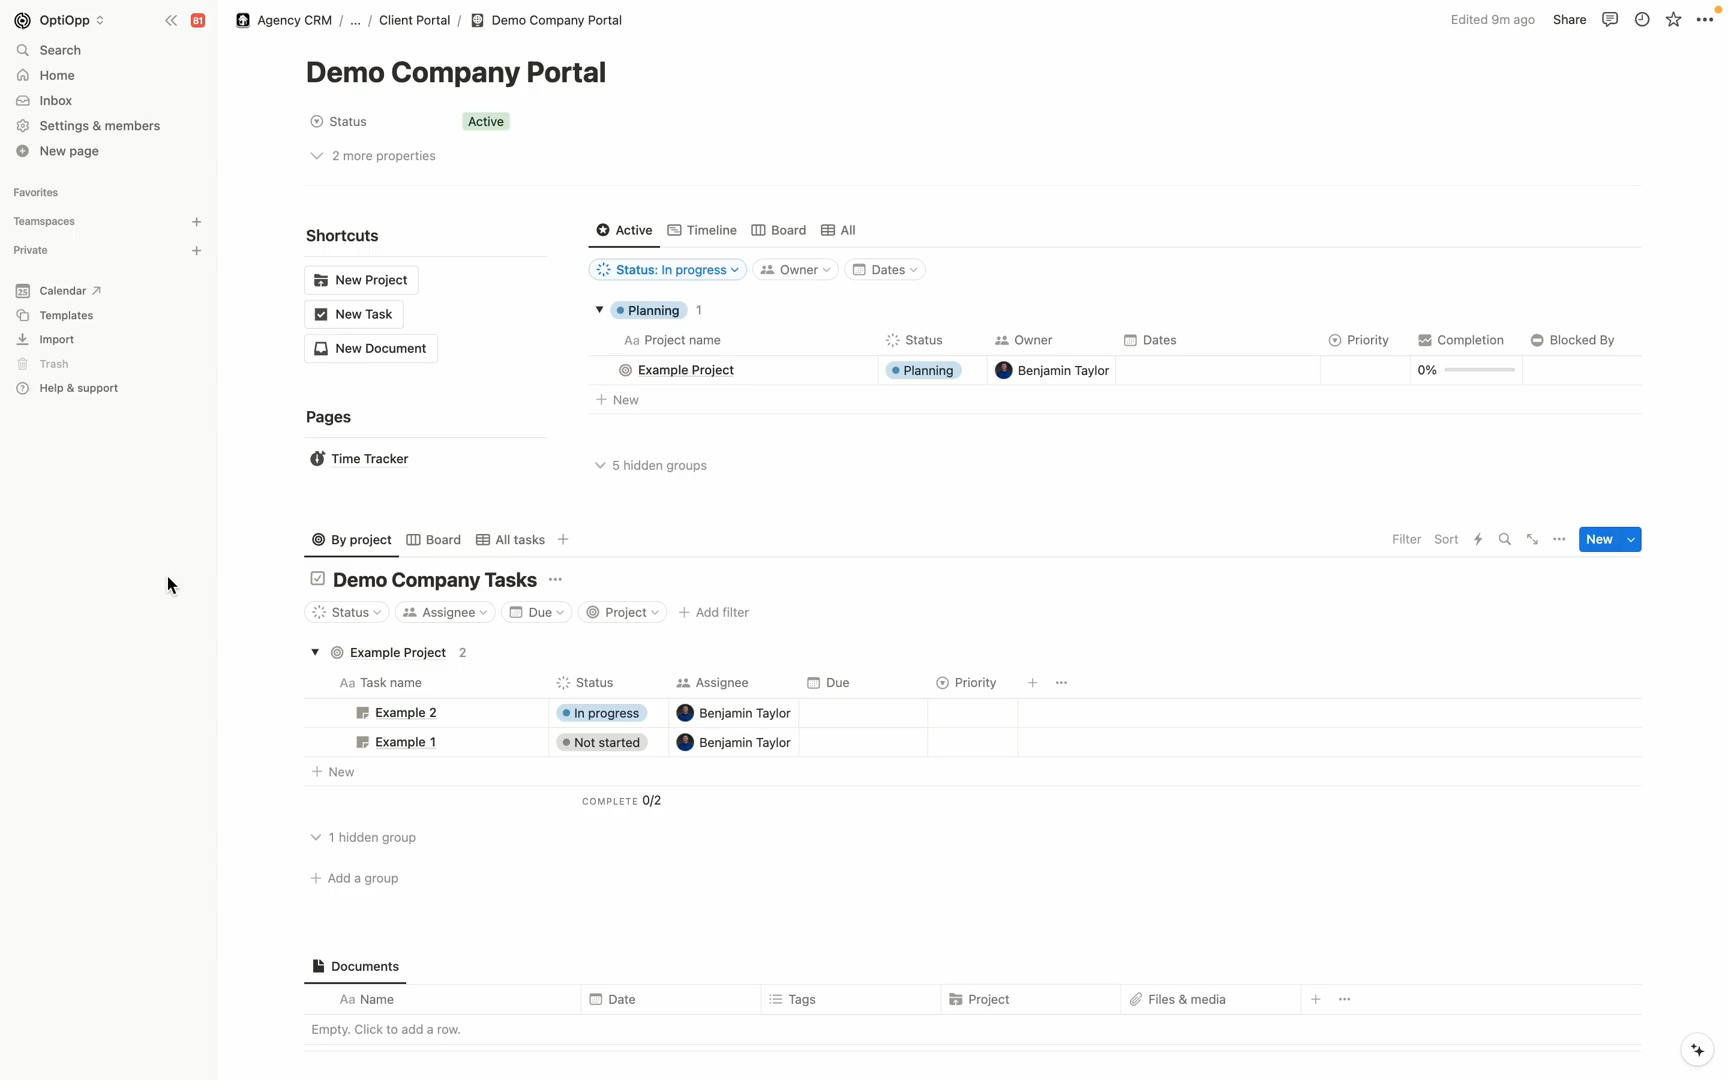 OptiOpp
81
Search
Home
Inbox
Settings & members
New page
Favorites
Teamspaces
Private
25
Calendar
Templates
Import
Trash
Help & support
Agency CRM / ... / Client Portal / Demo Company Portal
Edited 9m ago Share
Demo Company Portal
Status Active
2 more properties
Shortcuts
New Project
New Task
New Document
Pages
Time Tracker
Active Timeline Board All
Status: In progress Owner Dates
Planning 1
Aa Project name Status Owner Dates Priority Completion Blocked By
Example Project Planning Benjamin Taylor 0%
+ New
5 hidden groups
By project Board All tasks +
Filter Sort New
Demo Company Tasks
Status Assignee Due Project + Add filter
Example Project 2
Aa Task name Status Assignee Due Priority +
Example 2 In progress Benjamin Taylor
Example 1 Not started Benjamin Taylor
+ New
COMPLETE 0/2
1 hidden group
+ Add a group
Documents
Aa Name Date Tags Project Files & media +
Empty. Click to add a row.